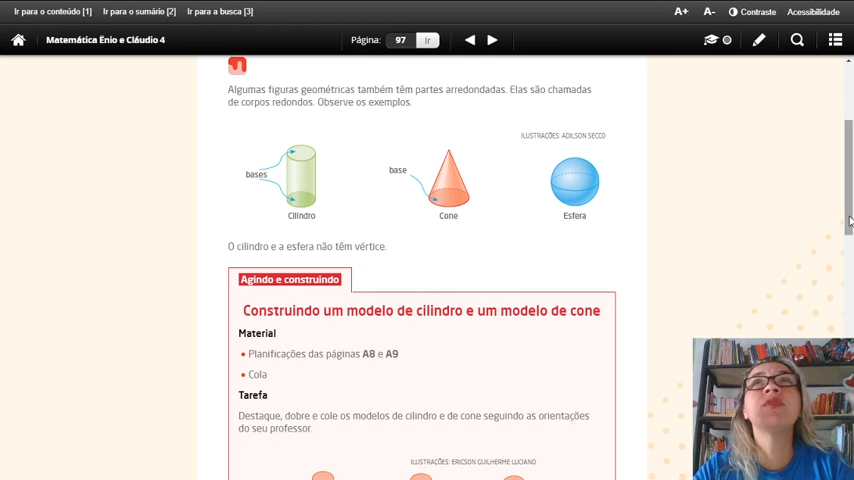 Ir para o conteúdo [1] Ir para o sumário [2] Ir para a busca [3] A+ A- Contraste Acessibilidade
Matemática Ênio e Cláudio 4 Página: 97 Ir
Algumas figuras geométricas também têm partes arredondadas. Elas são chamadas
de corpos redondos. Observe os exemplos.
ILUSTRAÇÕES: ADILSON SECCO
bases base
Cilindro Cone Esfera
O cilindro e a esfera não têm vértice.
Agindo e construindo
Construindo um modelo de cilindro e um modelo de cone
Material
• Planificações das páginas A8 e A9
• Cola
Tarefa
Destaque, dobre e cole os modelos de cilindro e de cone seguindo as orientações
do seu professor.
ILUSTRAÇÕES: ERICSON GUILHERME LUCIANO